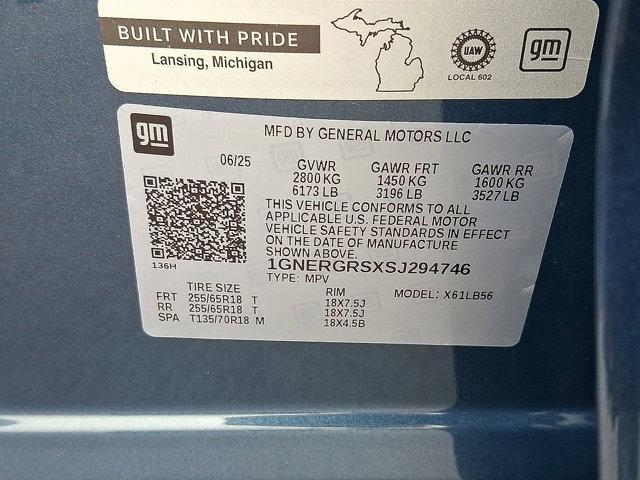 BUILT WITH PRIDE
Lansing, Michigan
UAW
LOCAL 602
gm
gm
MFD BY GENERAL MOTORS LLC
06/25 GVWR GAWR FRT GAWR RR
2800 KG 1450 KG 1600 KG
6173 LB 3196 LB 3527 LB
THIS VEHICLE CONFORMS TO ALL
APPLICABLE U.S. FEDERAL MOTOR
VEHICLE SAFETY STANDARDS IN EFFECT
ON THE DATE OF MANUFACTURE
SHOWN ABOVE.
136H
1GNERGRSXSJ294746
TYPE: MPV
TIRE SIZE RIM MODEL: X61LB56
FRT 255/65R18 T 18X7.5J
RR 255/65R18 T 18X7.5J
SPA T135/70R18 M 18X4.5B